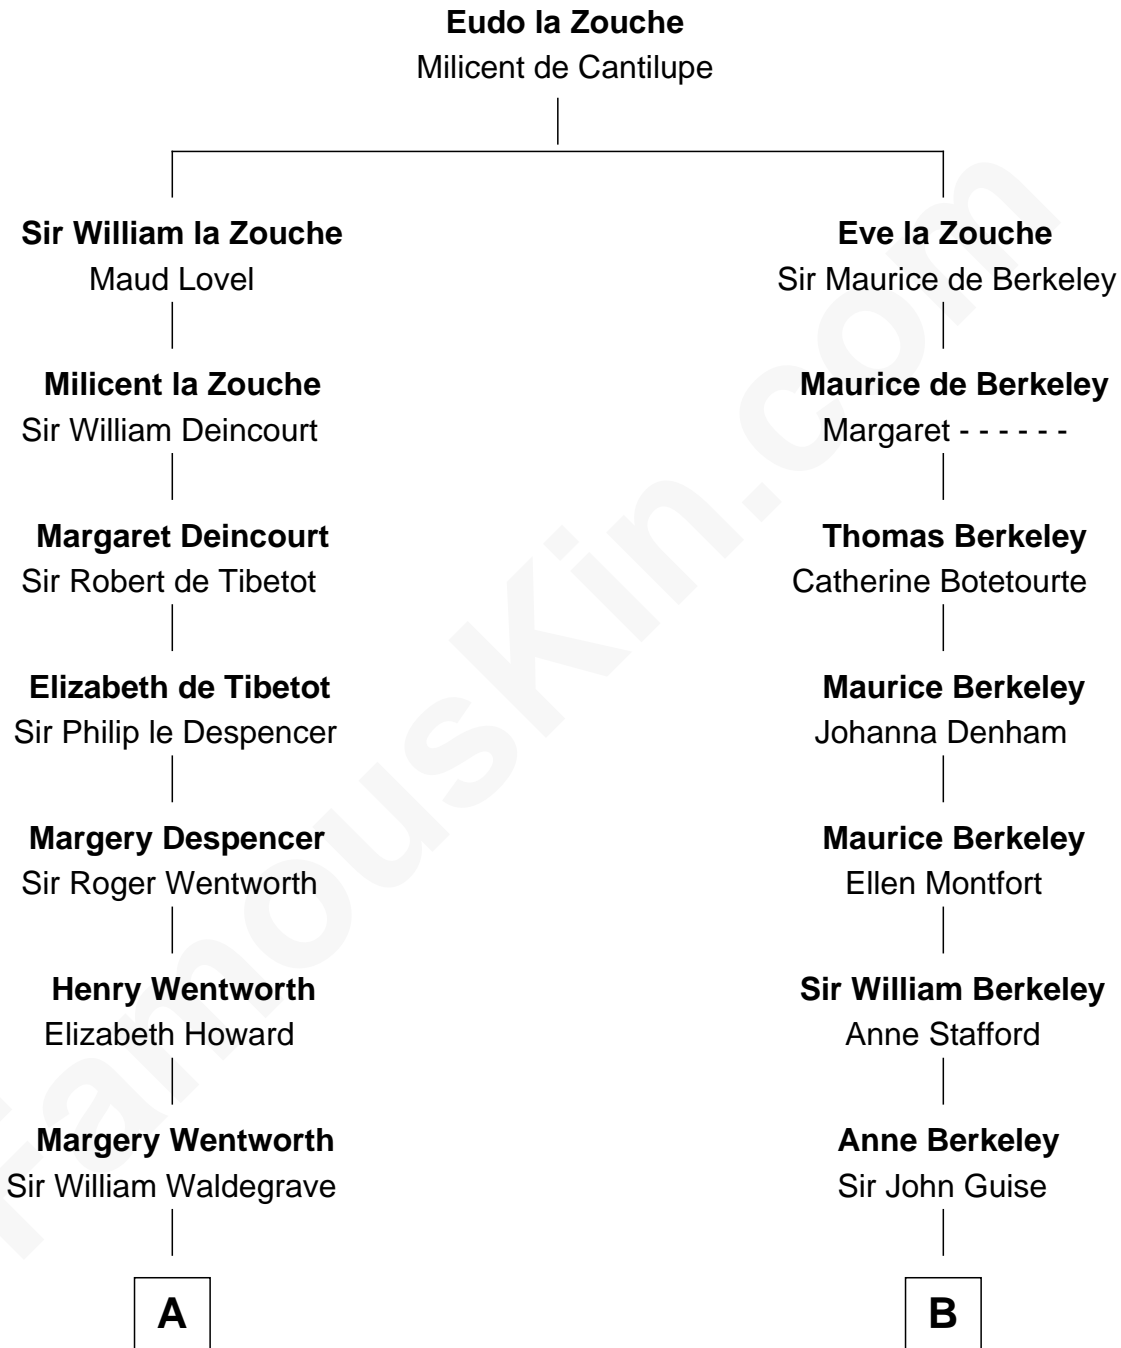 Eudo la Zouche
Milicent de Cantilupe
Sir William la Zouche
Maud Lovel
Milicent la Zouche
Sir William Deincourt
Margaret Deincourt
Sir Robert de Tibetot
Elizabeth de Tibetot
Sir Philip le Despencer
Margery Despencer
Sir Roger Wentworth
Henry Wentworth
Elizabeth Howard
Margery Wentworth
Sir William Waldegrave
A
Eve la Zouche
Sir Maurice de Berkeley
Maurice de Berkeley
Margaret - - - - - -
Thomas Berkeley
Catherine Botetourte
Maurice Berkeley
Johanna Denham
Maurice Berkeley
Ellen Montfort
Sir William Berkeley
Anne Stafford
Anne Berkeley
Sir John Guise
B
FamousKin.com